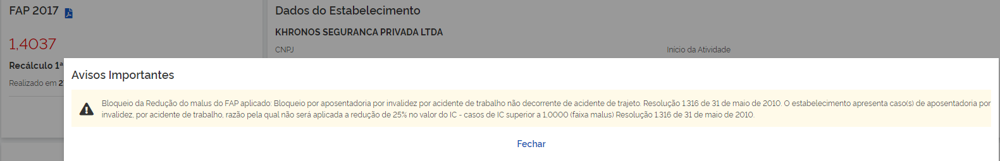 FAP 2017
Dados do Estabelecimento
1,4037
KHRONOS SEGURANCA PRIVADA LTDA
CNPJ
Início da Atividade
Recálculo 1ª
Realizado em
Avisos Importantes
Bloqueio da Redução do malus do FAP aplicado: Bloqueio por aposentadoria por invalidez por acidente de trabalho não decorrente de acidente de trajeto. Resolução 1.316 de 31 de maio de 2010. O estabelecimento apresenta caso(s) de aposentadoria por
invalidez, por acidente de trabalho, razão pela qual não será aplicada a redução de 25% no valor do IC - casos de IC superior a 1,0000 (faixa malus) Resolução 1.316 de 31 de maio de 2010.
Fechar